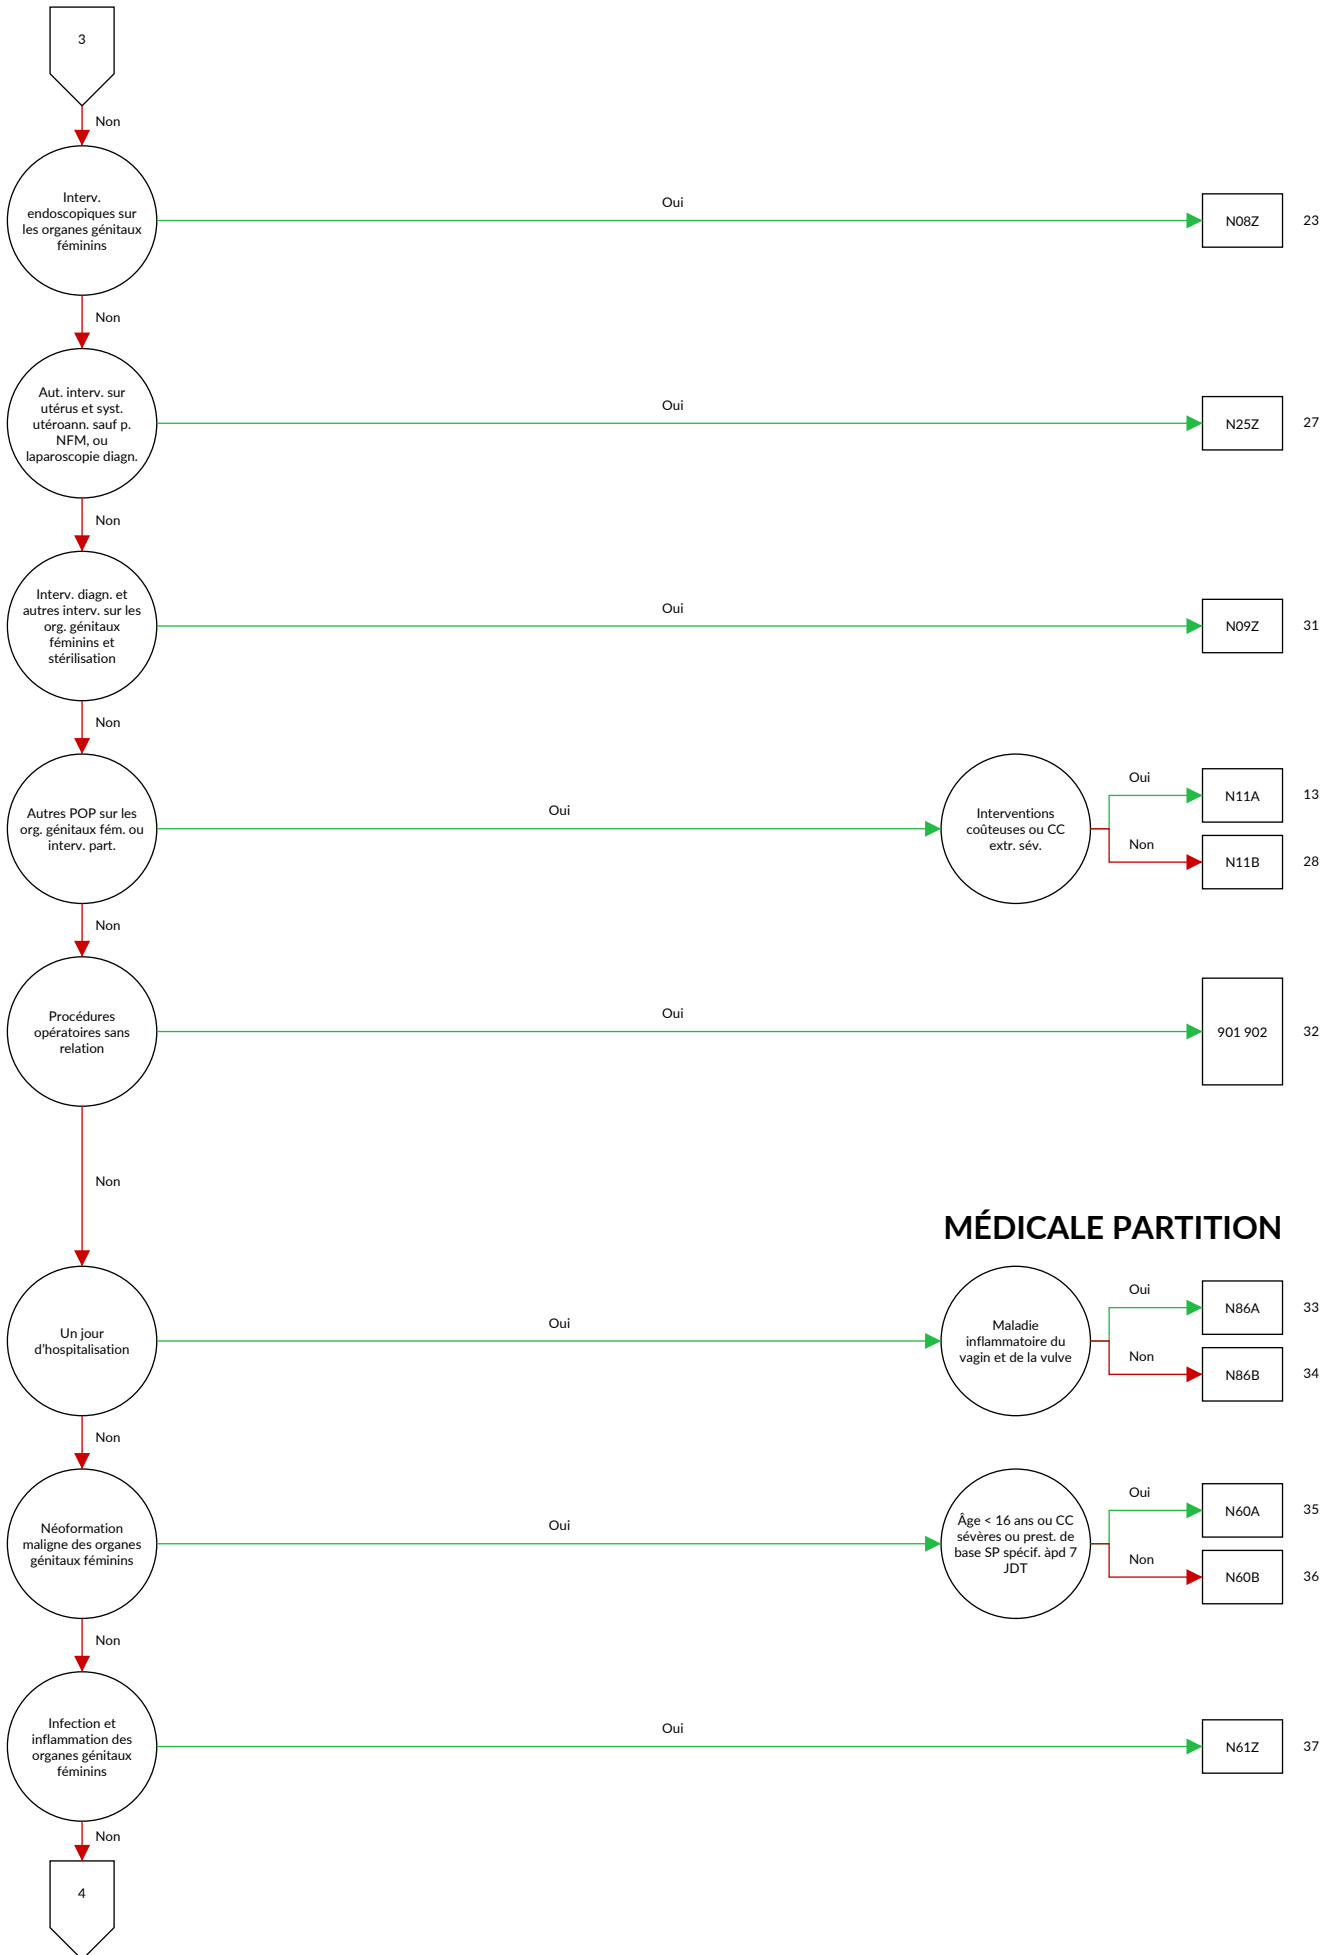 3
Non
Interv.
endoscopiques sur
les organes génitaux
féminins
Oui
N08Z
23
Non
Aut. interv. sur
utérus et syst.
utéroann. sauf p.
NFM, ou
laparoscopie diagn.
Oui
N25Z
27
Non
Interv. diagn. et
autres interv. sur les
org. génitaux
féminins et
stérilisation
Oui
N09Z
31
Non
Autres POP sur les
org. génitaux fém. ou
interv. part.
Oui
Interventions
coûteuses ou CC
extr. sév.
Oui
N11A
13
Non
N11B
28
Non
Procédures
opératoires sans
relation
Oui
901 902
32
Non
MÉDICALE PARTITION
Un jour
d'hospitalisation
Oui
Maladie
inflammatoire du
vagin et de la vulve
Oui
N86A
33
Non
N86B
34
Non
Néoformation
maligne des organes
génitaux féminins
Oui
Âge < 16 ans ou CC
sévères ou prest. de
base SP spécif. àpd 7
JDT
Oui
N60A
35
Non
N60B
36
Non
Infection et
inflammation des
organes génitaux
féminins
Oui
N61Z
37
Non
4